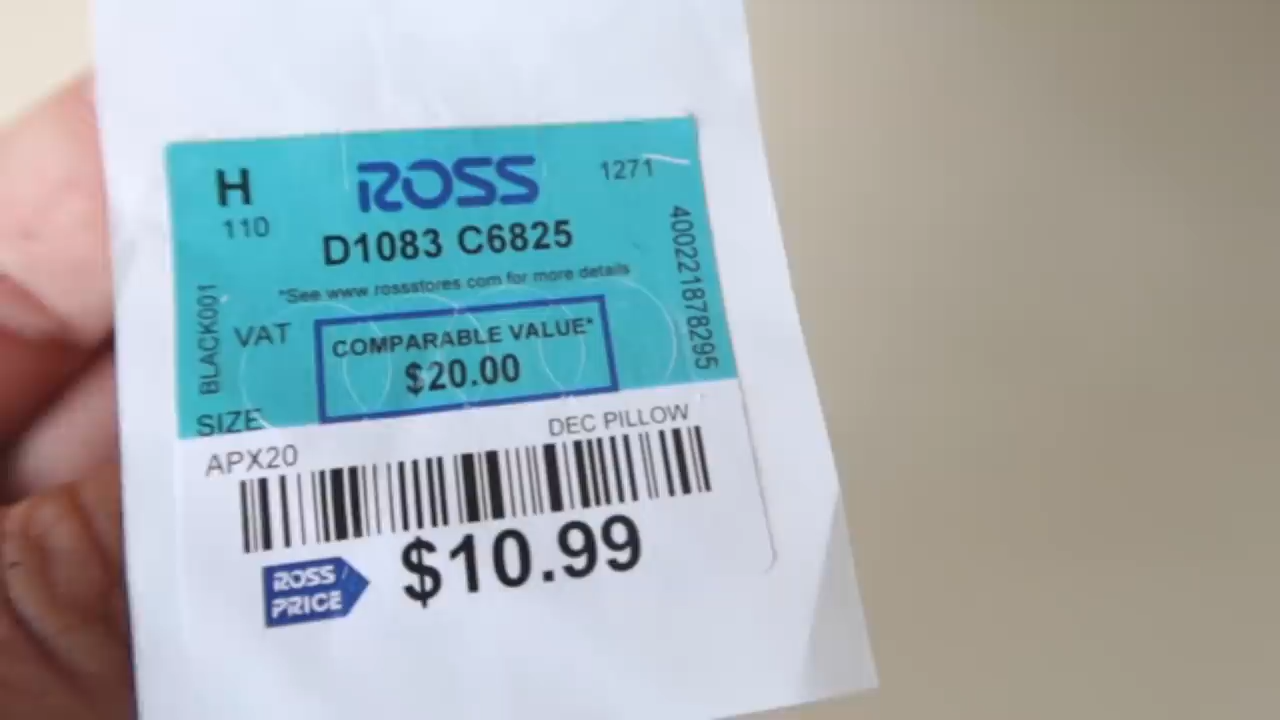 H
110
ROSS
1271
D1083 C6825
*See www.rossstores.com for more details
400221878295
BLACK001
VAT
COMPARABLE VALUE*
$20.00
SIZE
DEC PILLOW
APX20
ROSS
PRICE
$10.99